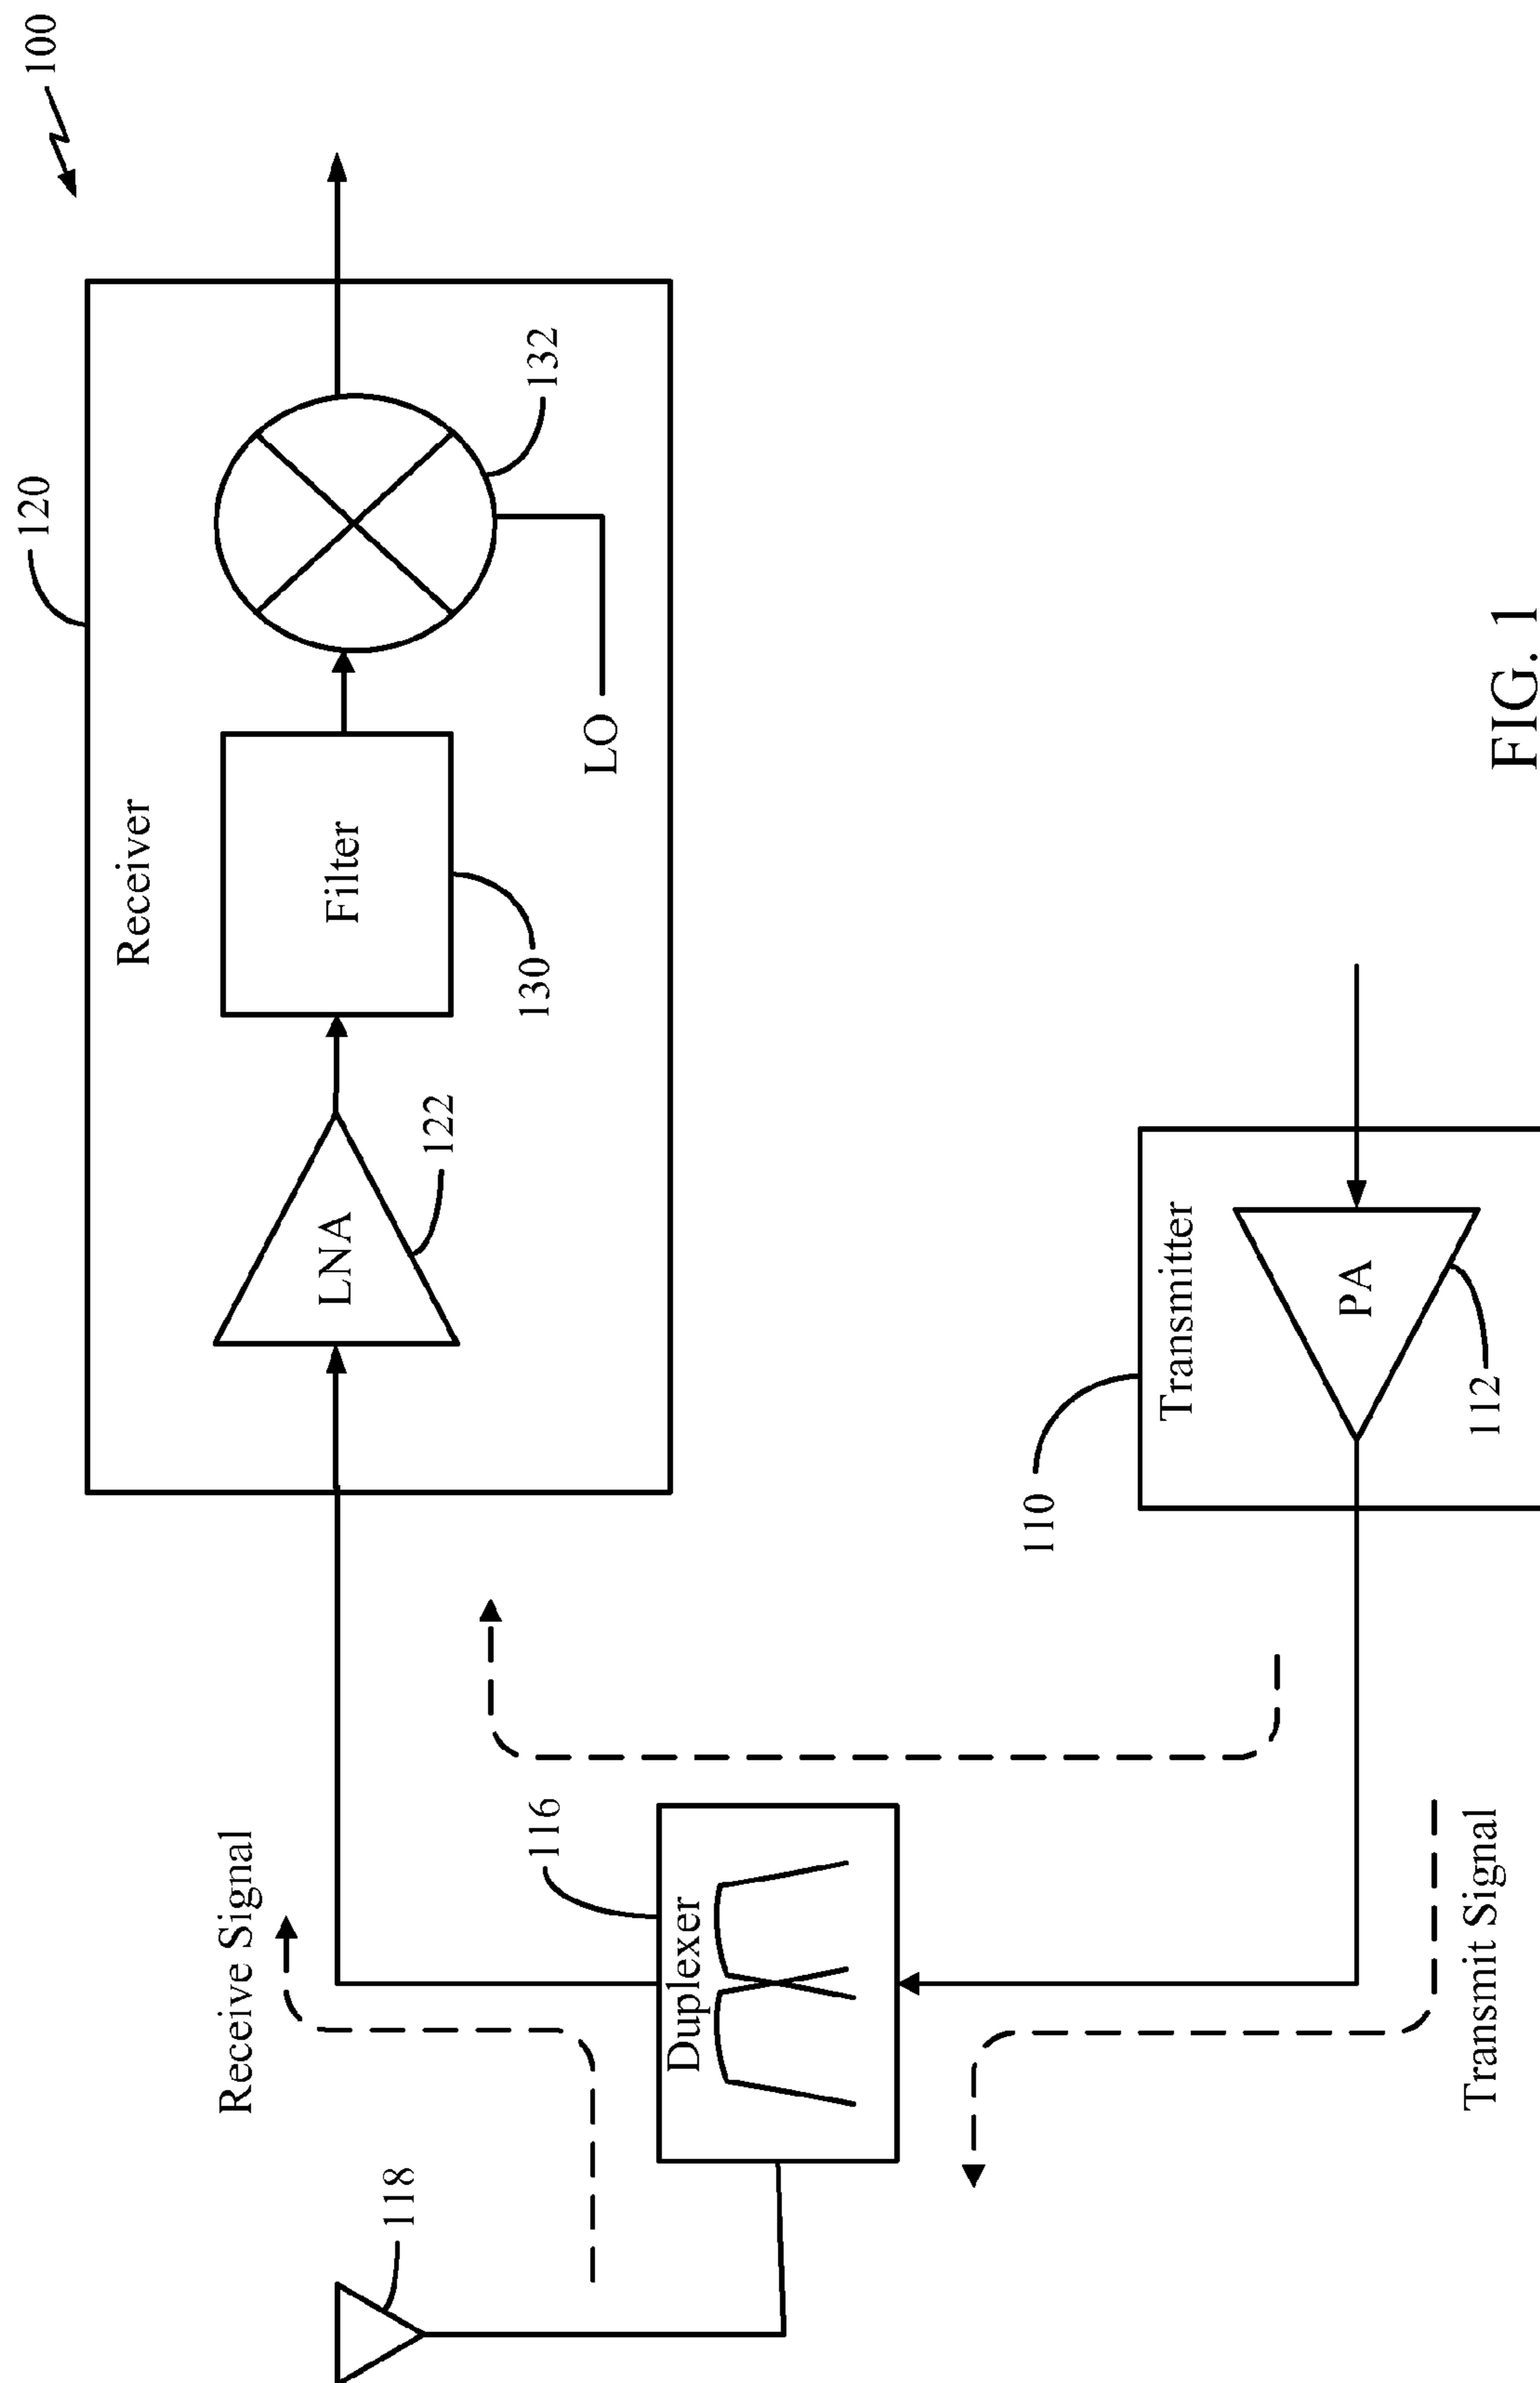 100
120
Receiver
LNA
122
Filter
130
132
LO
Receive Signal
118
116
Duplexer
110
Transmitter
PA
112
Transmit Signal
FIG. 1